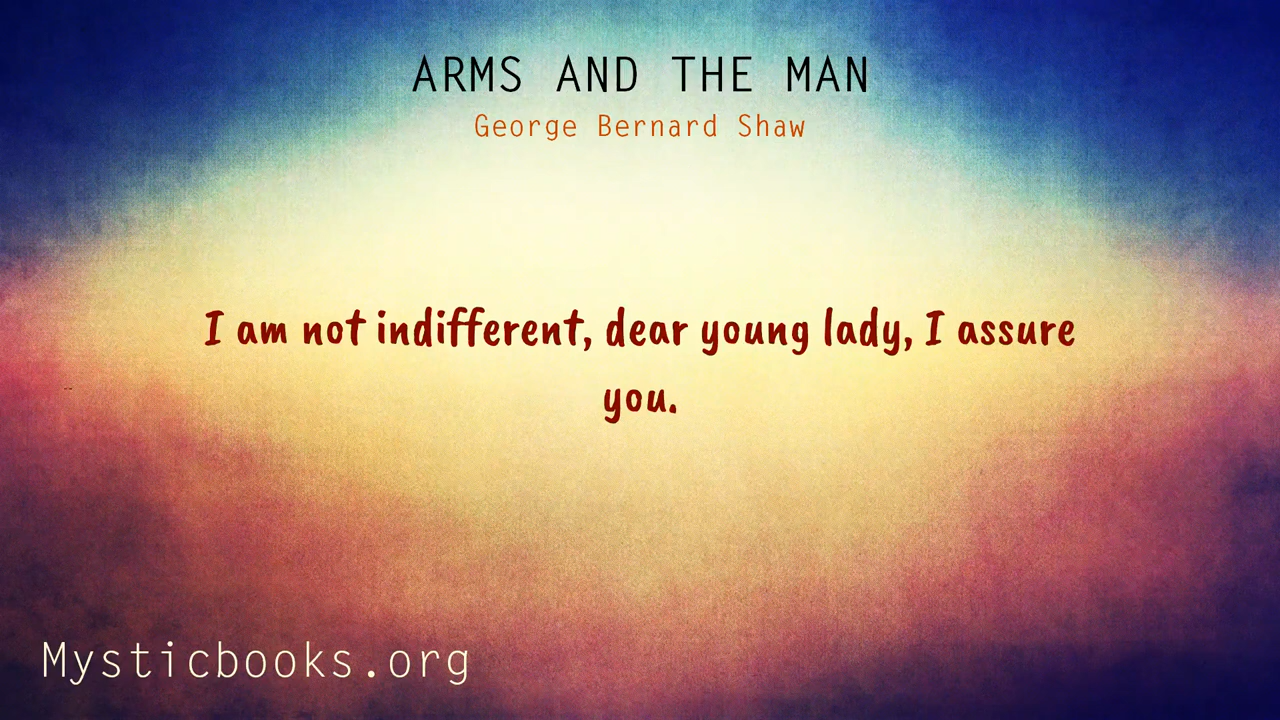 ARMS AND THE MAN
George Bernard Shaw
I am not indifferent, dear young lady, I assure
you.
Mysticbooks.org